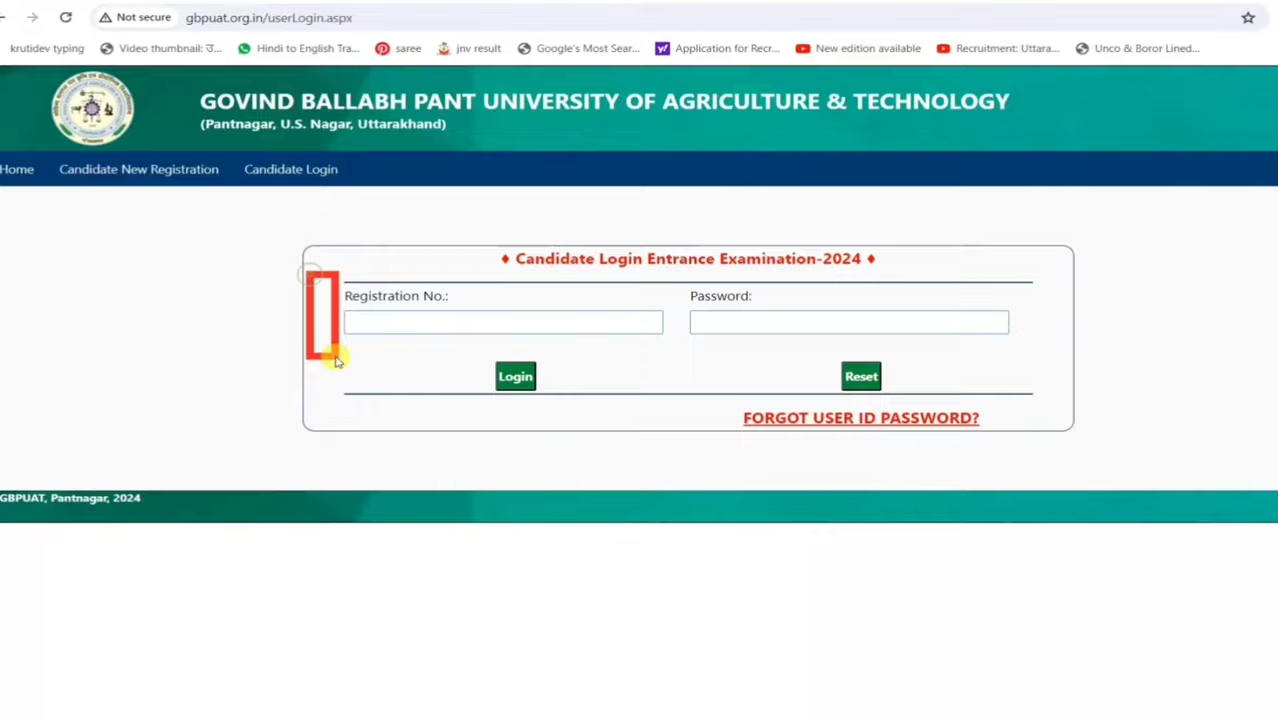 Not secure gbpuat.org.in/userLogin.aspx
krutidev typing Video thumbnail: उ... Hindi to English Tra... saree jnv result Google's Most Sear... Application for Recr... New edition available Recruitment: Uttara... Unco & Boror Lined...
GOVIND BALLABH PANT UNIVERSITY OF AGRICULTURE & TECHNOLOGY
(Pantnagar, U.S. Nagar, Uttarakhand)
Home Candidate New Registration Candidate Login
♦ Candidate Login Entrance Examination-2024 ♦
Registration No.: Password:
Login Reset
FORGOT USER ID PASSWORD?
GBPUAT, Pantnagar, 2024